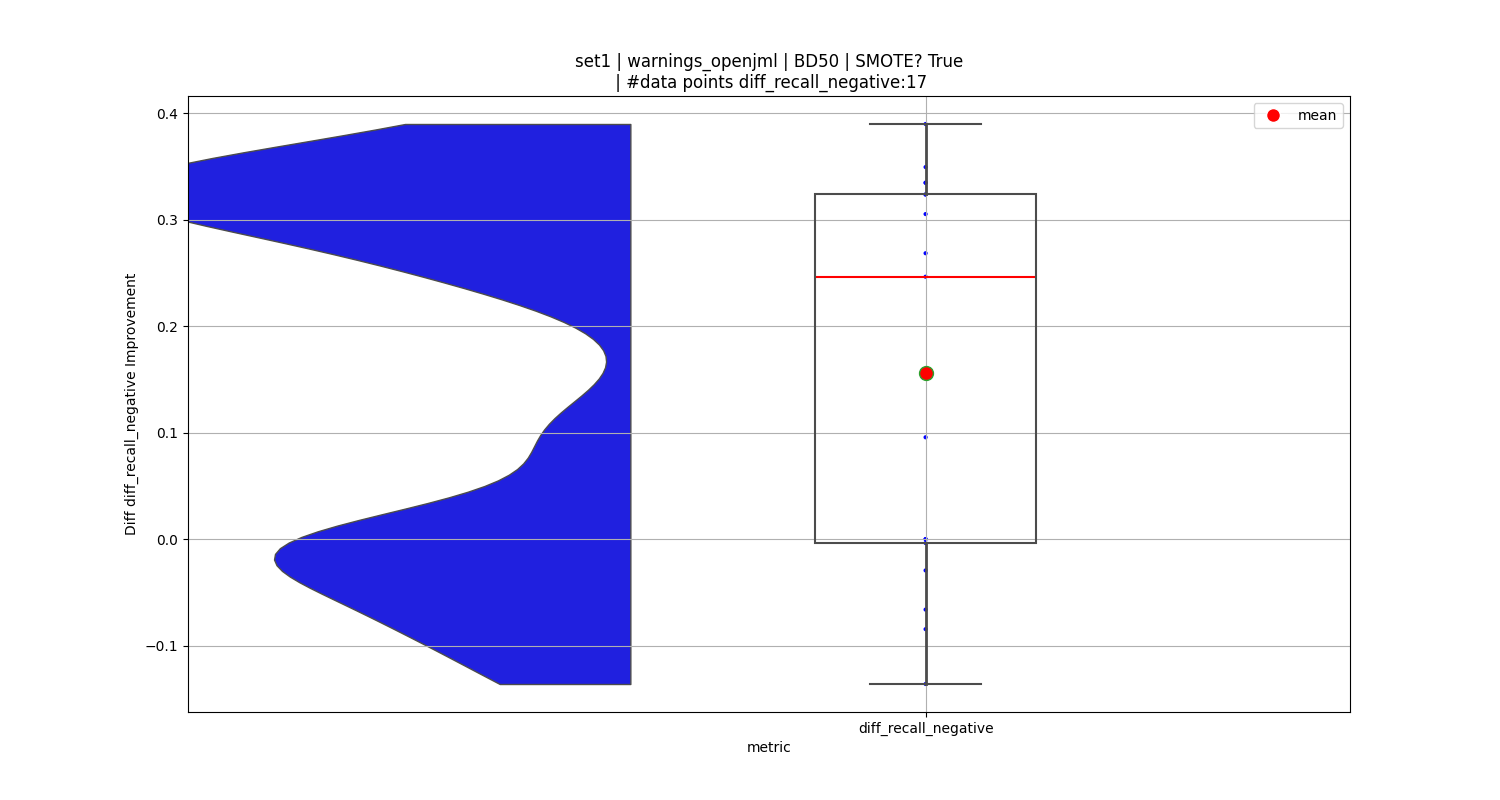 set1 | warnings_openjml | BD50 | SMOTE? True
| #data points diff_recall_negative:17
mean
0.4
0.3
0.2
0.1
0.0
−0.1
Diff diff_recall_negative Improvement
diff_recall_negative
metric